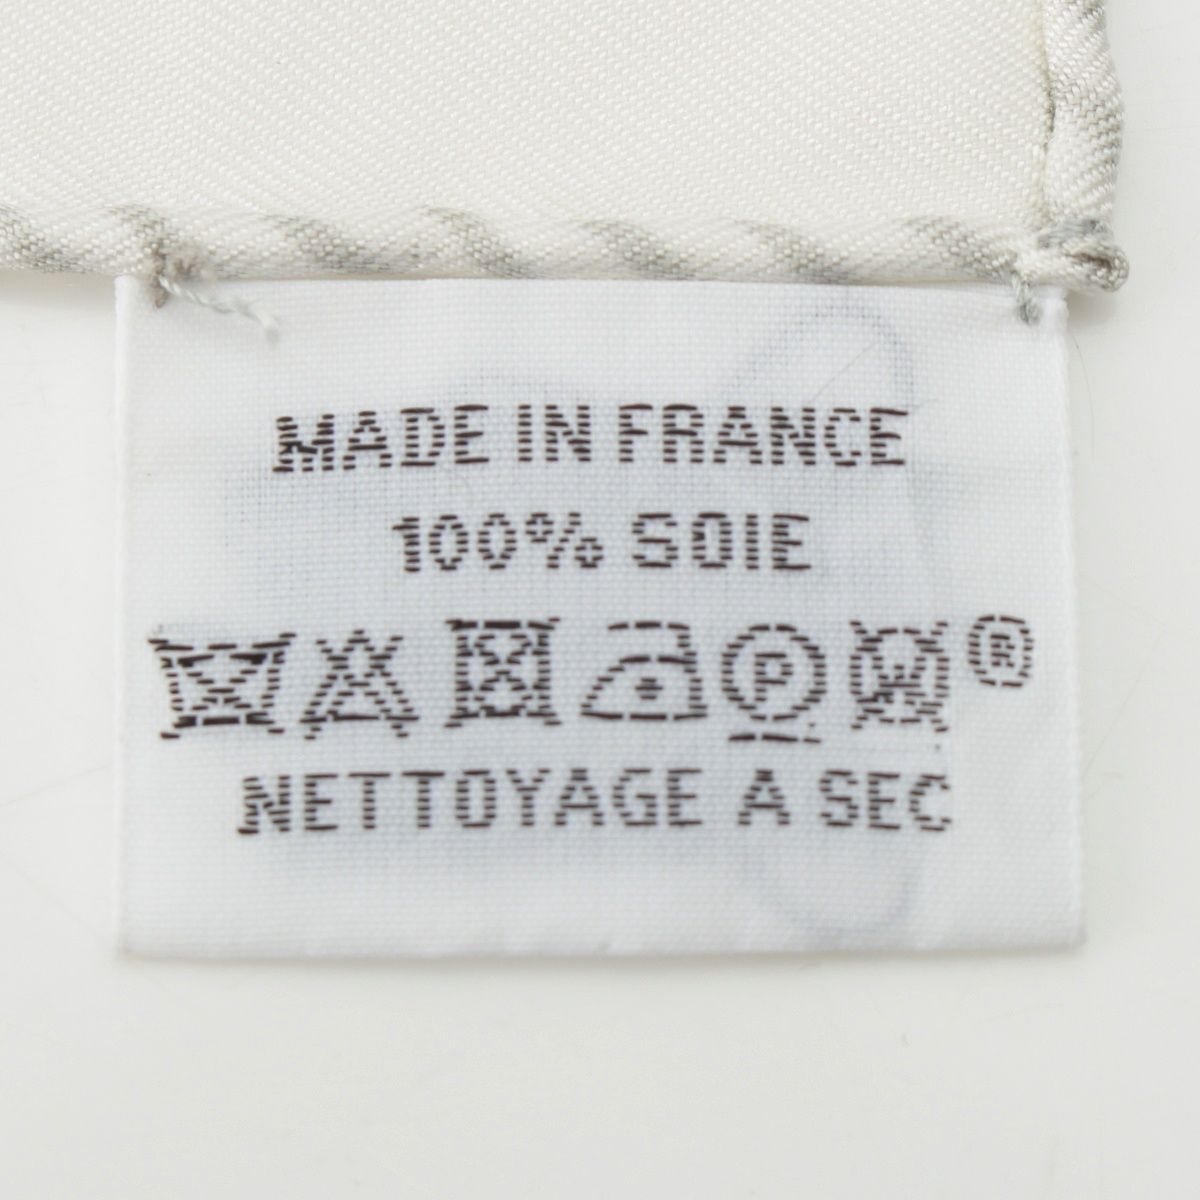 MADE IN FRANCE
100% SOIE
P W ®
NETTOYAGE A SEC